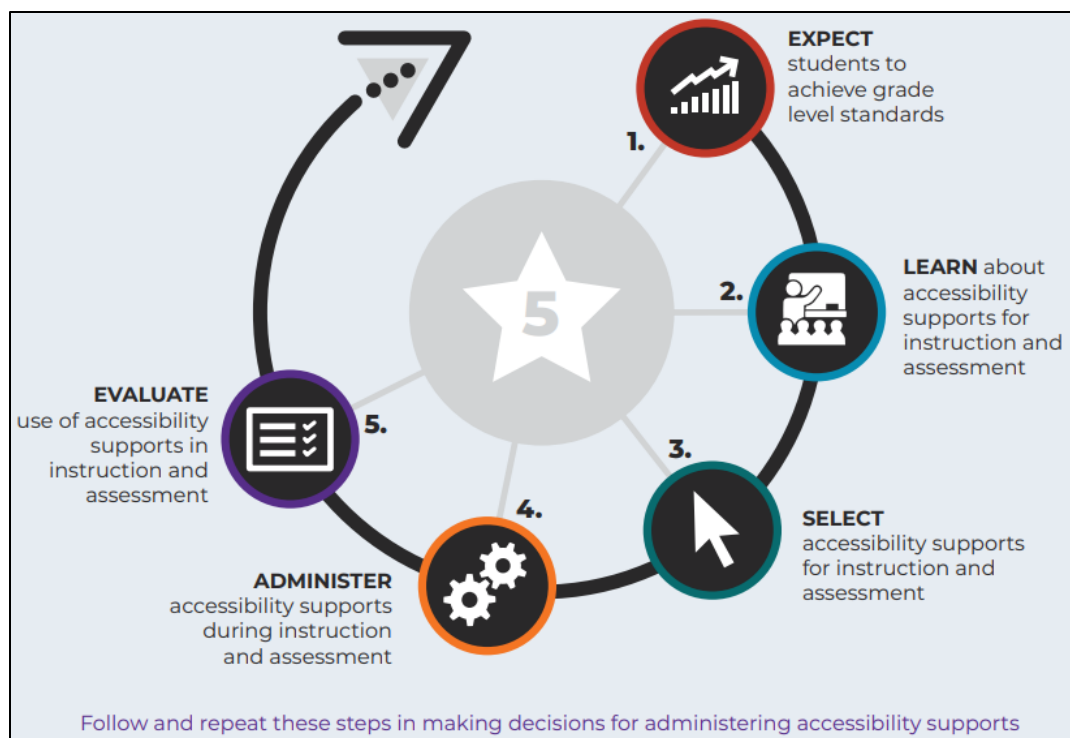 1.
EXPECT
students to
achieve grade
level standards
2.
LEARN about
accessibility
supports for
instruction and
assessment
5
3.
SELECT
accessibility supports
for instruction and
assessment
4.
ADMINISTER
accessibility supports
during instruction
and assessment
5.
EVALUATE
use of accessibility
supports in
instruction and
assessment
Follow and repeat these steps in making decisions for administering accessibility supports